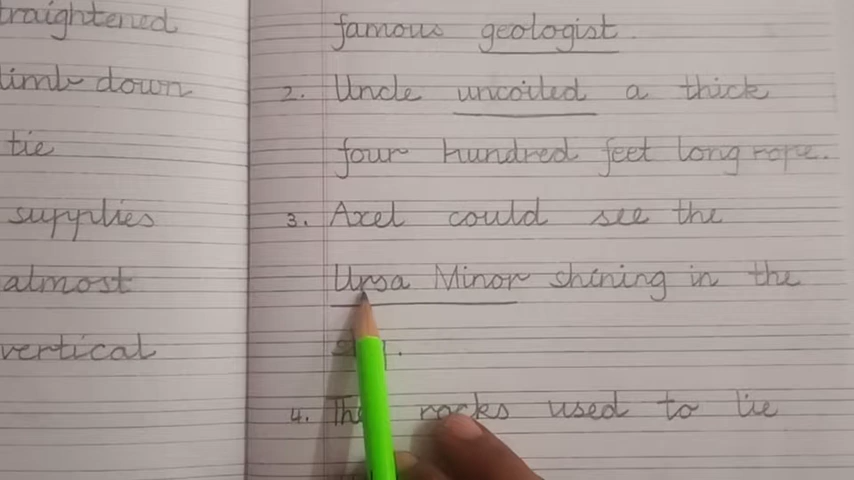 traightened
limb down
tie
supplies
almost
vertical
famous geologist.
2. Uncle uncoiled a thick
four hundred feet long rope.
3. Axel could see the
Ursa Minor shining in the
4. The rocks used to lie